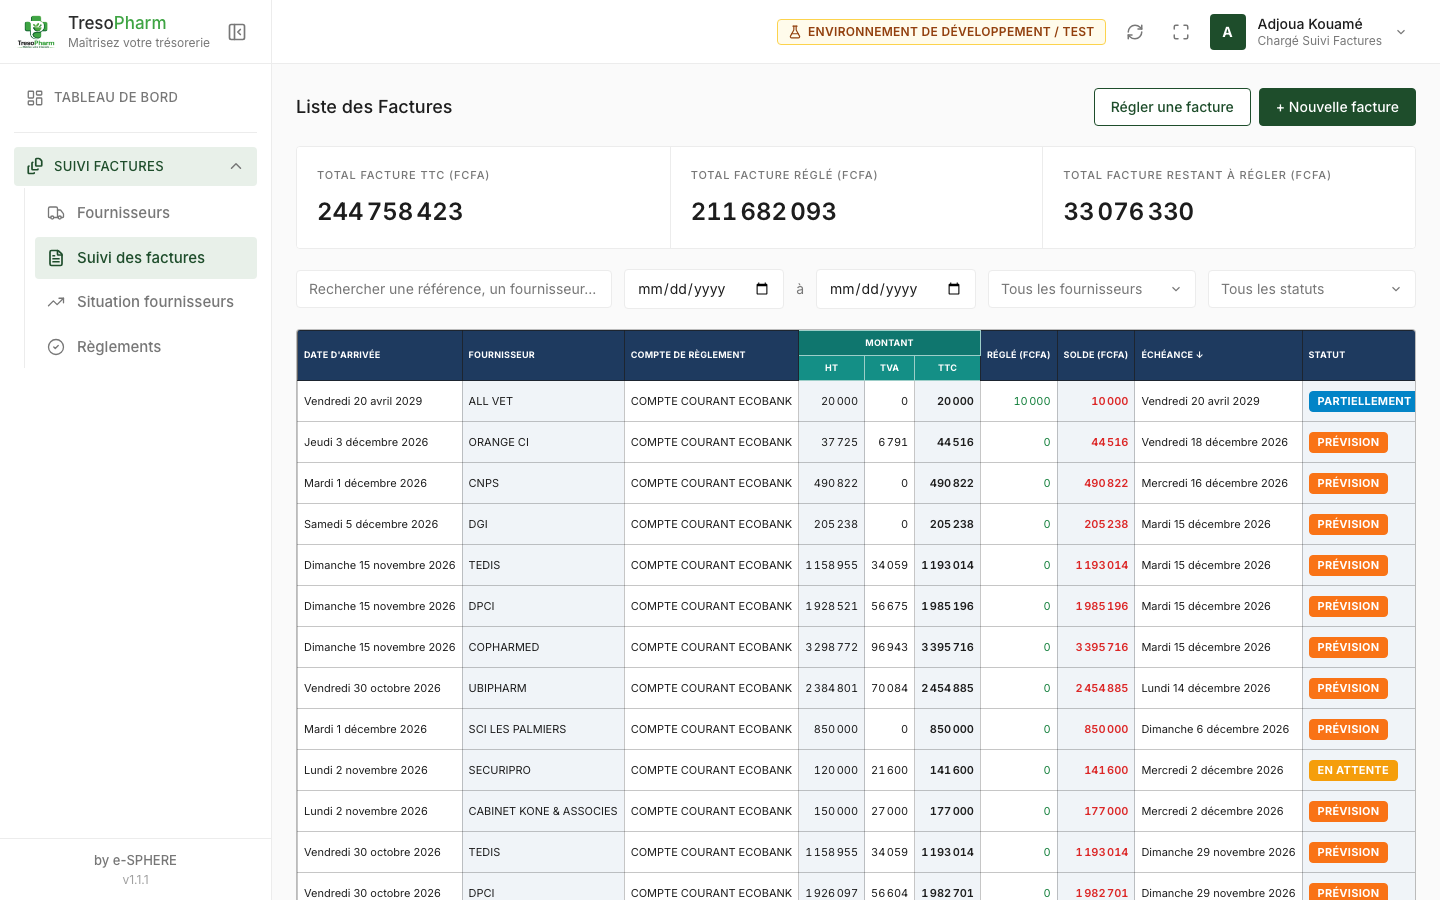 TresoPharm
Maîtrisez votre trésorerie
TresoPharm
ENVIRONNEMENT DE DÉVELOPPEMENT / TEST
A
Adjoua Kouamé
Chargé Suivi Factures
TABLEAU DE BORD
SUIVI FACTURES
Fournisseurs
Suivi des factures
Situation fournisseurs
Règlements
by e-SPHERE
v1.1.1
Liste des Factures
Régler une facture
+ Nouvelle facture
TOTAL FACTURE TTC (FCFA)
244 758 423
TOTAL FACTURE RÉGLÉ (FCFA)
211 682 093
TOTAL FACTURE RESTANT À RÉGLER (FCFA)
33 076 330
Rechercher une référence, un fournisseur... mm/dd/yyyy à mm/dd/yyyy Tous les fournisseurs Tous les statuts
MONTANT
DATE D'ARRIVÉE FOURNISSEUR COMPTE DE RÈGLEMENT RÉGLÉ (FCFA) SOLDE (FCFA) ÉCHÉANCE ↓ STATUT
HT TVA TTC
Vendredi 20 avril 2029 ALL VET COMPTE COURANT ECOBANK 20 000 0 20 000 10 000 10 000 Vendredi 20 avril 2029 PARTIELLEMENT
Jeudi 3 décembre 2026 ORANGE CI COMPTE COURANT ECOBANK 37 725 6 791 44 516 0 44 516 Vendredi 18 décembre 2026 PRÉVISION
Mardi 1 décembre 2026 CNPS COMPTE COURANT ECOBANK 490 822 0 490 822 0 490 822 Mercredi 16 décembre 2026 PRÉVISION
Samedi 5 décembre 2026 DGI COMPTE COURANT ECOBANK 205 238 0 205 238 0 205 238 Mardi 15 décembre 2026 PRÉVISION
Dimanche 15 novembre 2026 TEDIS COMPTE COURANT ECOBANK 1 158 955 34 059 1 193 014 0 1 193 014 Mardi 15 décembre 2026 PRÉVISION
Dimanche 15 novembre 2026 DPCI COMPTE COURANT ECOBANK 1 928 521 56 675 1 985 196 0 1 985 196 Mardi 15 décembre 2026 PRÉVISION
Dimanche 15 novembre 2026 COPHARMED COMPTE COURANT ECOBANK 3 298 772 96 943 3 395 716 0 3 395 716 Mardi 15 décembre 2026 PRÉVISION
Vendredi 30 octobre 2026 UBIPHARM COMPTE COURANT ECOBANK 2 384 801 70 084 2 454 885 0 2 454 885 Lundi 14 décembre 2026 PRÉVISION
Mardi 1 décembre 2026 SCI LES PALMIERS COMPTE COURANT ECOBANK 850 000 0 850 000 0 850 000 Dimanche 6 décembre 2026 PRÉVISION
Lundi 2 novembre 2026 SECURIPRO COMPTE COURANT ECOBANK 120 000 21 600 141 600 0 141 600 Mercredi 2 décembre 2026 EN ATTENTE
Lundi 2 novembre 2026 CABINET KONE & ASSOCIES COMPTE COURANT ECOBANK 150 000 27 000 177 000 0 177 000 Mercredi 2 décembre 2026 PRÉVISION
Vendredi 30 octobre 2026 TEDIS COMPTE COURANT ECOBANK 1 158 955 34 059 1 193 014 0 1 193 014 Dimanche 29 novembre 2026 PRÉVISION
Vendredi 30 octobre 2026 DPCI COMPTE COURANT ECOBANK 1 926 097 56 604 1 982 701 0 1 982 701 Dimanche 29 novembre 2026 PRÉVISION